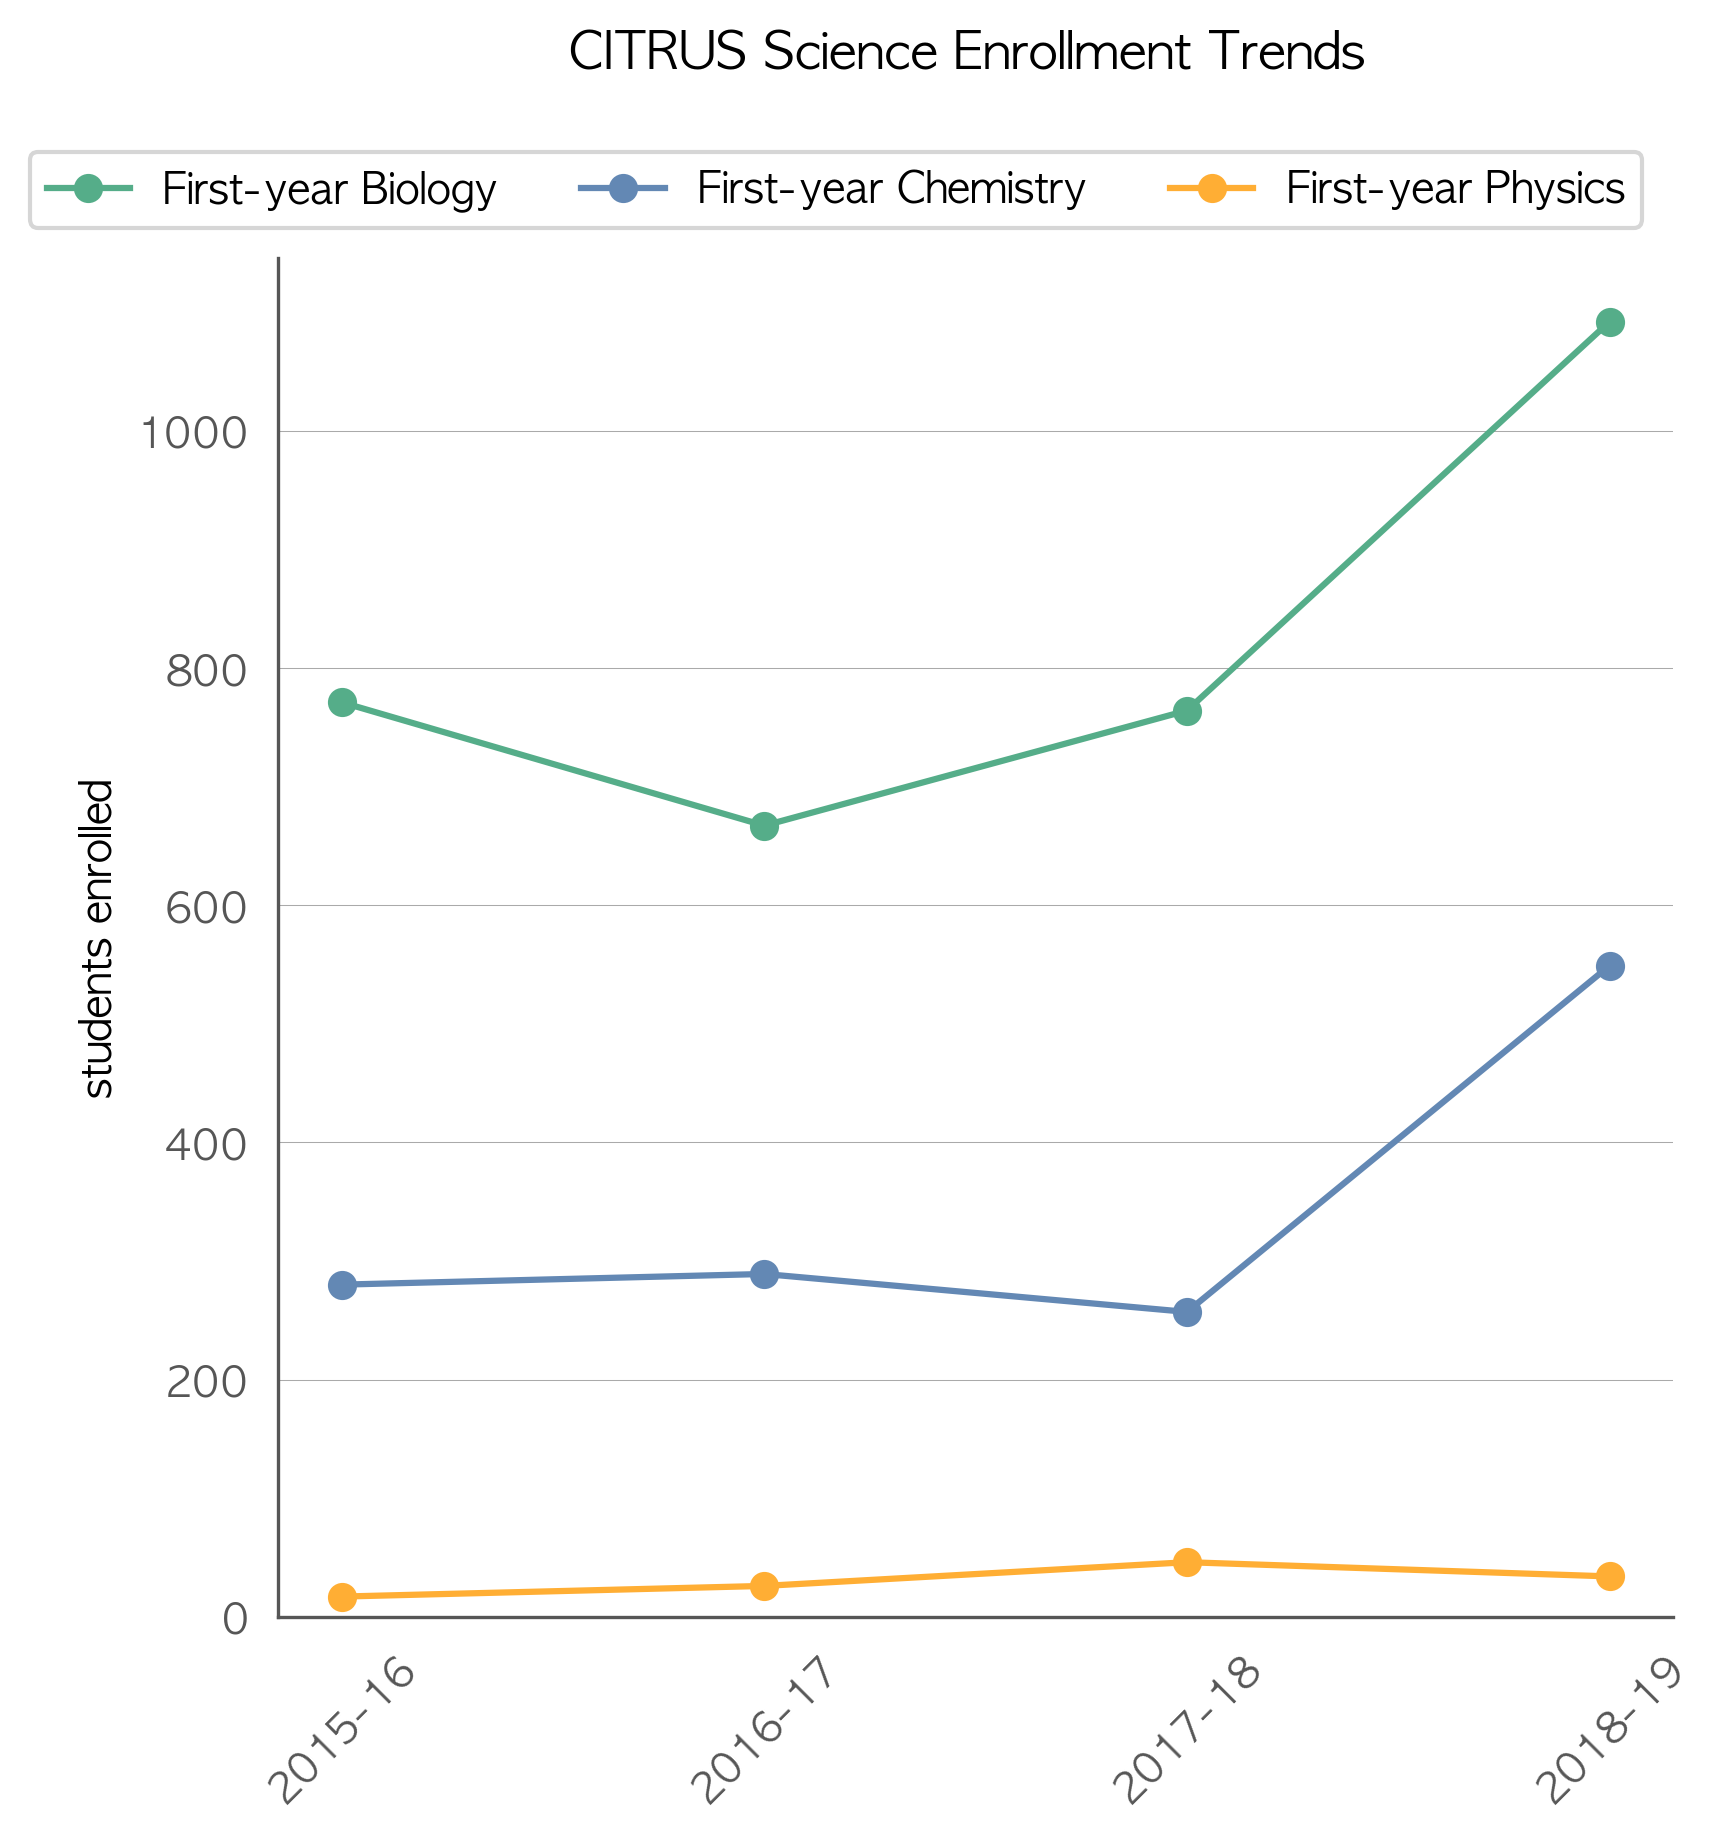 CITRUS Science Enrollment Trends
First-year Biology First-year Chemistry First-year Physics
1000
800
600
400
200
0
students enrolled
2015-16 2016-17 2017-18 2018-19